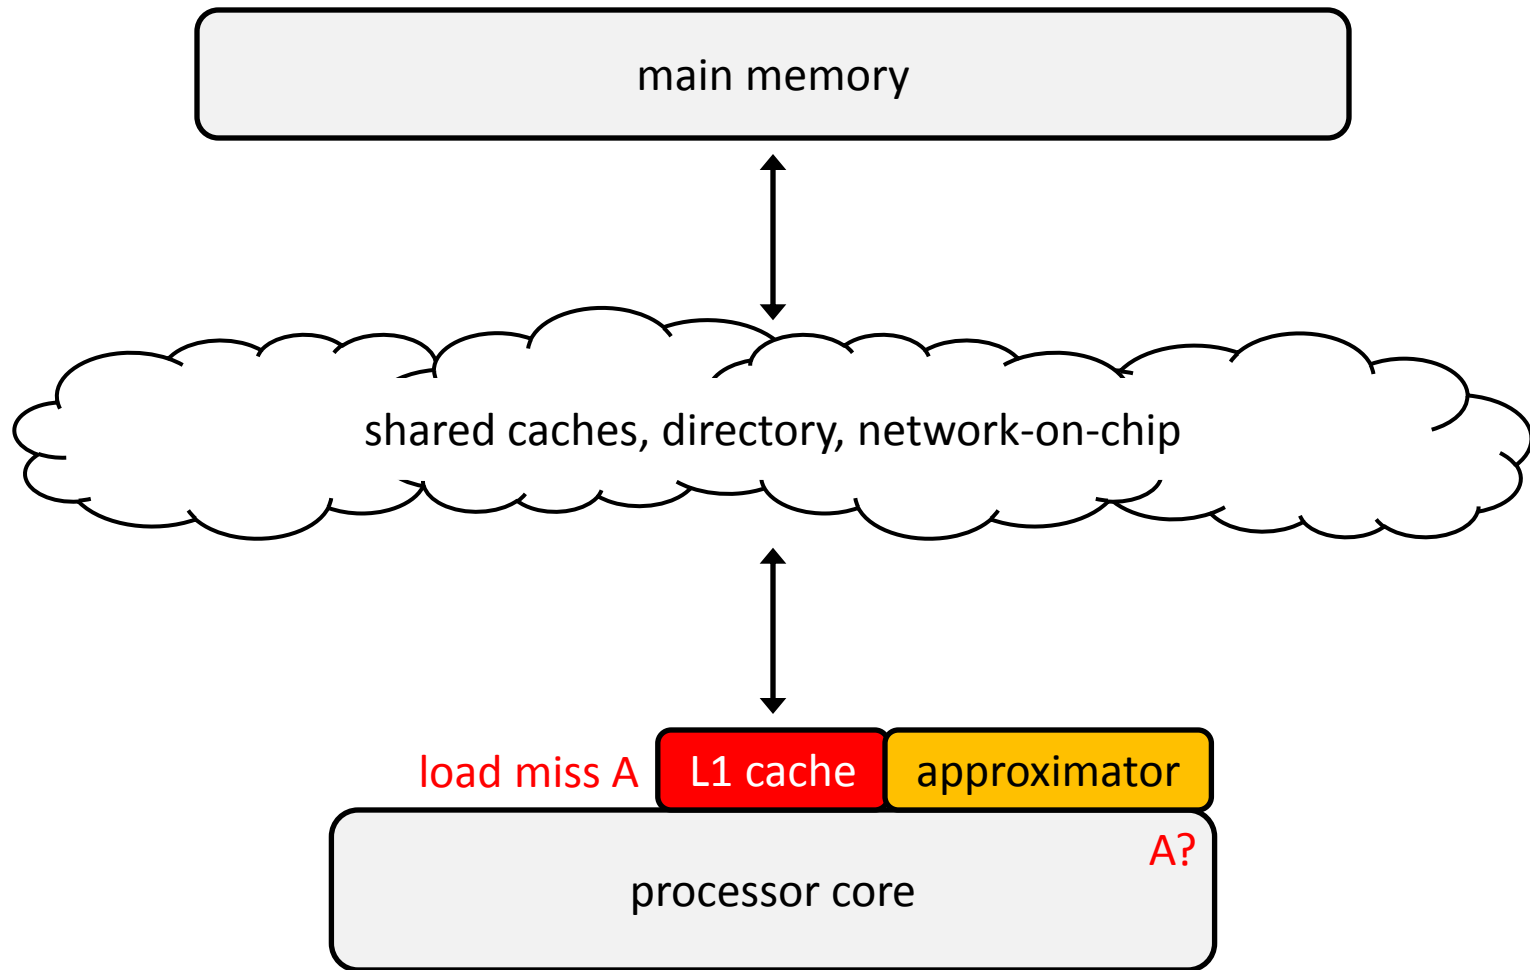 main memory
shared caches, directory, network-on-chip
load miss A
L1 cache
approximator
A?
processor core